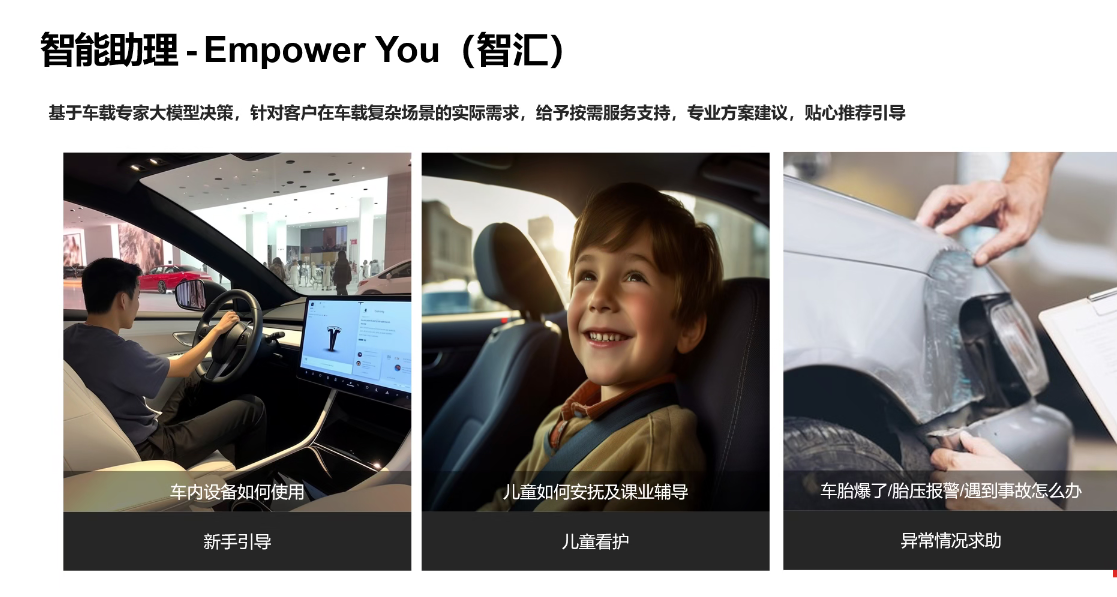 智能助理 - Empower You（智汇）
基于车载专家大模型决策，针对客户在车载复杂场景的实际需求，给予按需服务支持，专业方案建议，贴心推荐引导
车内设备如何使用
新手引导
儿童如何安抚及课业辅导
儿童看护
车胎爆了/胎压报警/遇到事故怎么办
异常情况求助